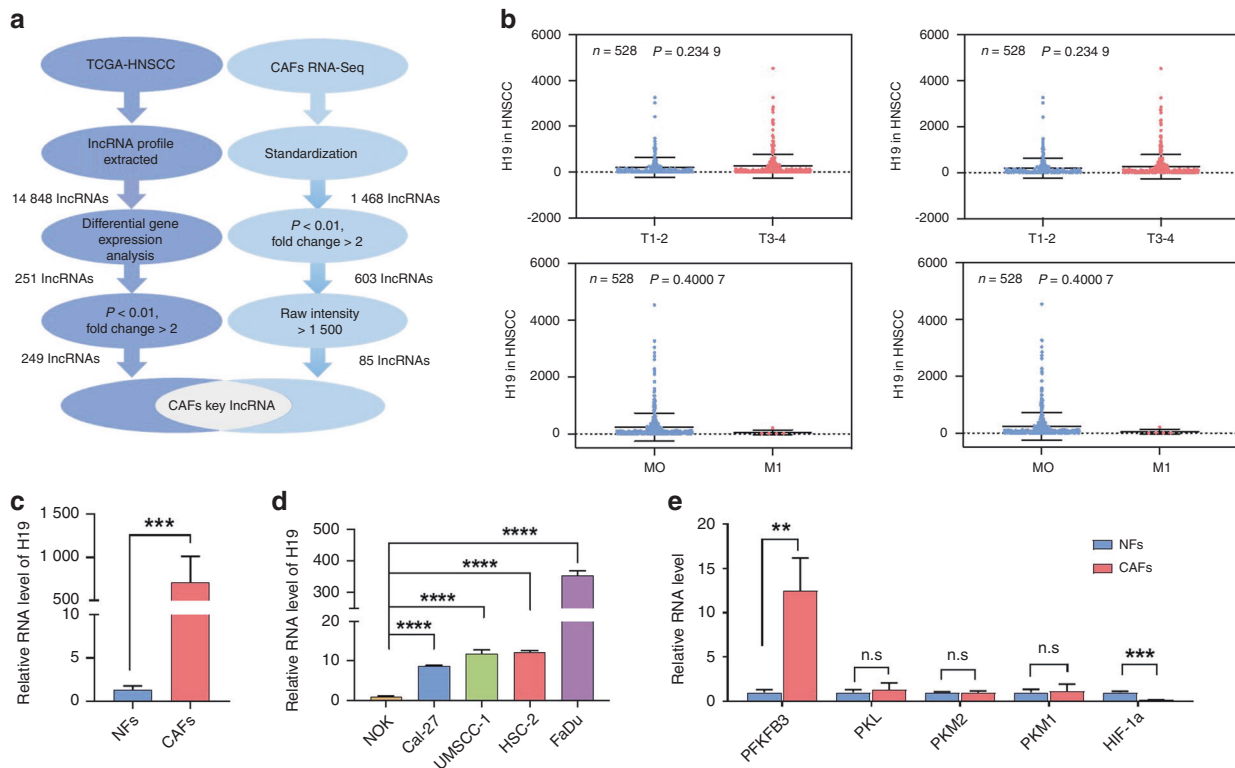 a
TCGA-HNSCC
CAFs RNA-Seq
lncRNA profile
extracted
Standardization
14 848 lncRNAs
1 468 lncRNAs
Differential gene
expression
analysis
P < 0.01,
fold change > 2
251 lncRNAs
603 lncRNAs
P < 0.01,
fold change > 2
Raw intensity
> 1 500
249 lncRNAs
85 lncRNAs
CAFs key lncRNA
b
H19 in HNSCC
6000
4000
2000
0
-2000
n = 528 P = 0.234 9
T1-2
T3-4
H19 in HNSCC
6000
4000
2000
0
-2000
n = 528 P = 0.234 9
T1-2
T3-4
H19 in HNSCC
6000
4000
2000
0
n = 528 P = 0.4000 7
MO
M1
H19 in HNSCC
6000
4000
2000
0
n = 528 P = 0.4000 7
MO
M1
c
Relative RNA level of H19
1 500
1 000
500
10
5
0
***
NFs
CAFs
d
Relative RNA level of H19
500
400
300
200
20
10
0
****
****
****
****
NOK
Cal-27
UMSCC-1
HSC-2
FaDu
e
Relative RNA level
20
15
10
5
0
**
n.s
n.s
n.s
***
NFs
CAFs
PFKFB3
PKL
PKM2
PKM1
HIF-1a